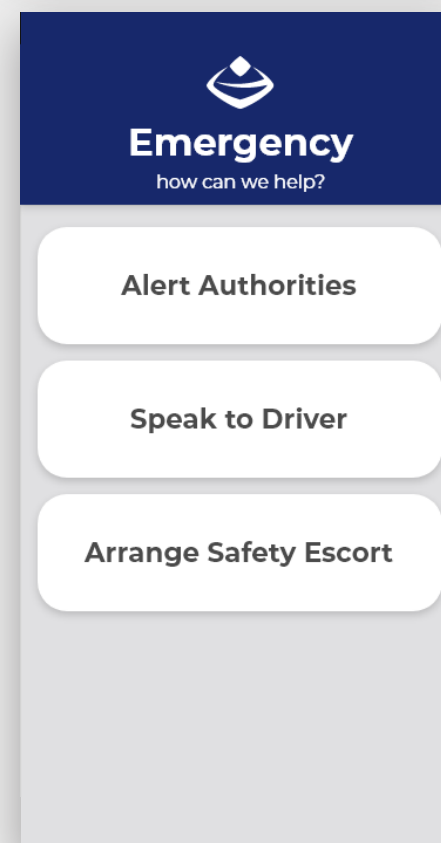 Emergency
how can we help?
Alert Authorities
Speak to Driver
Arrange Safety Escort